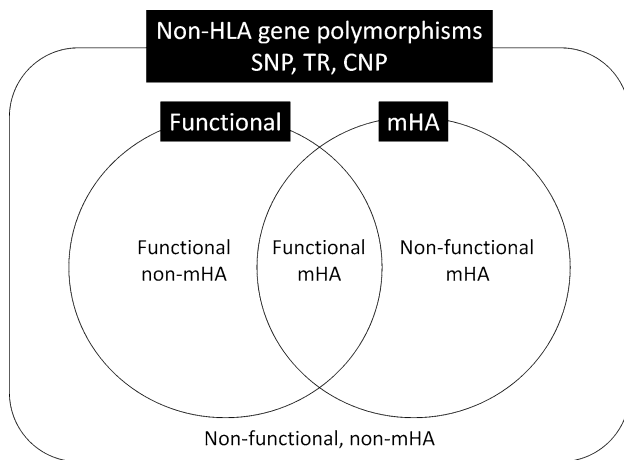 Non-HLA gene polymorphisms
SNP, TR, CNP
Functional
mHA
Functional
non-mHA
Functional
mHA
Non-functional
mHA
Non-functional, non-mHA